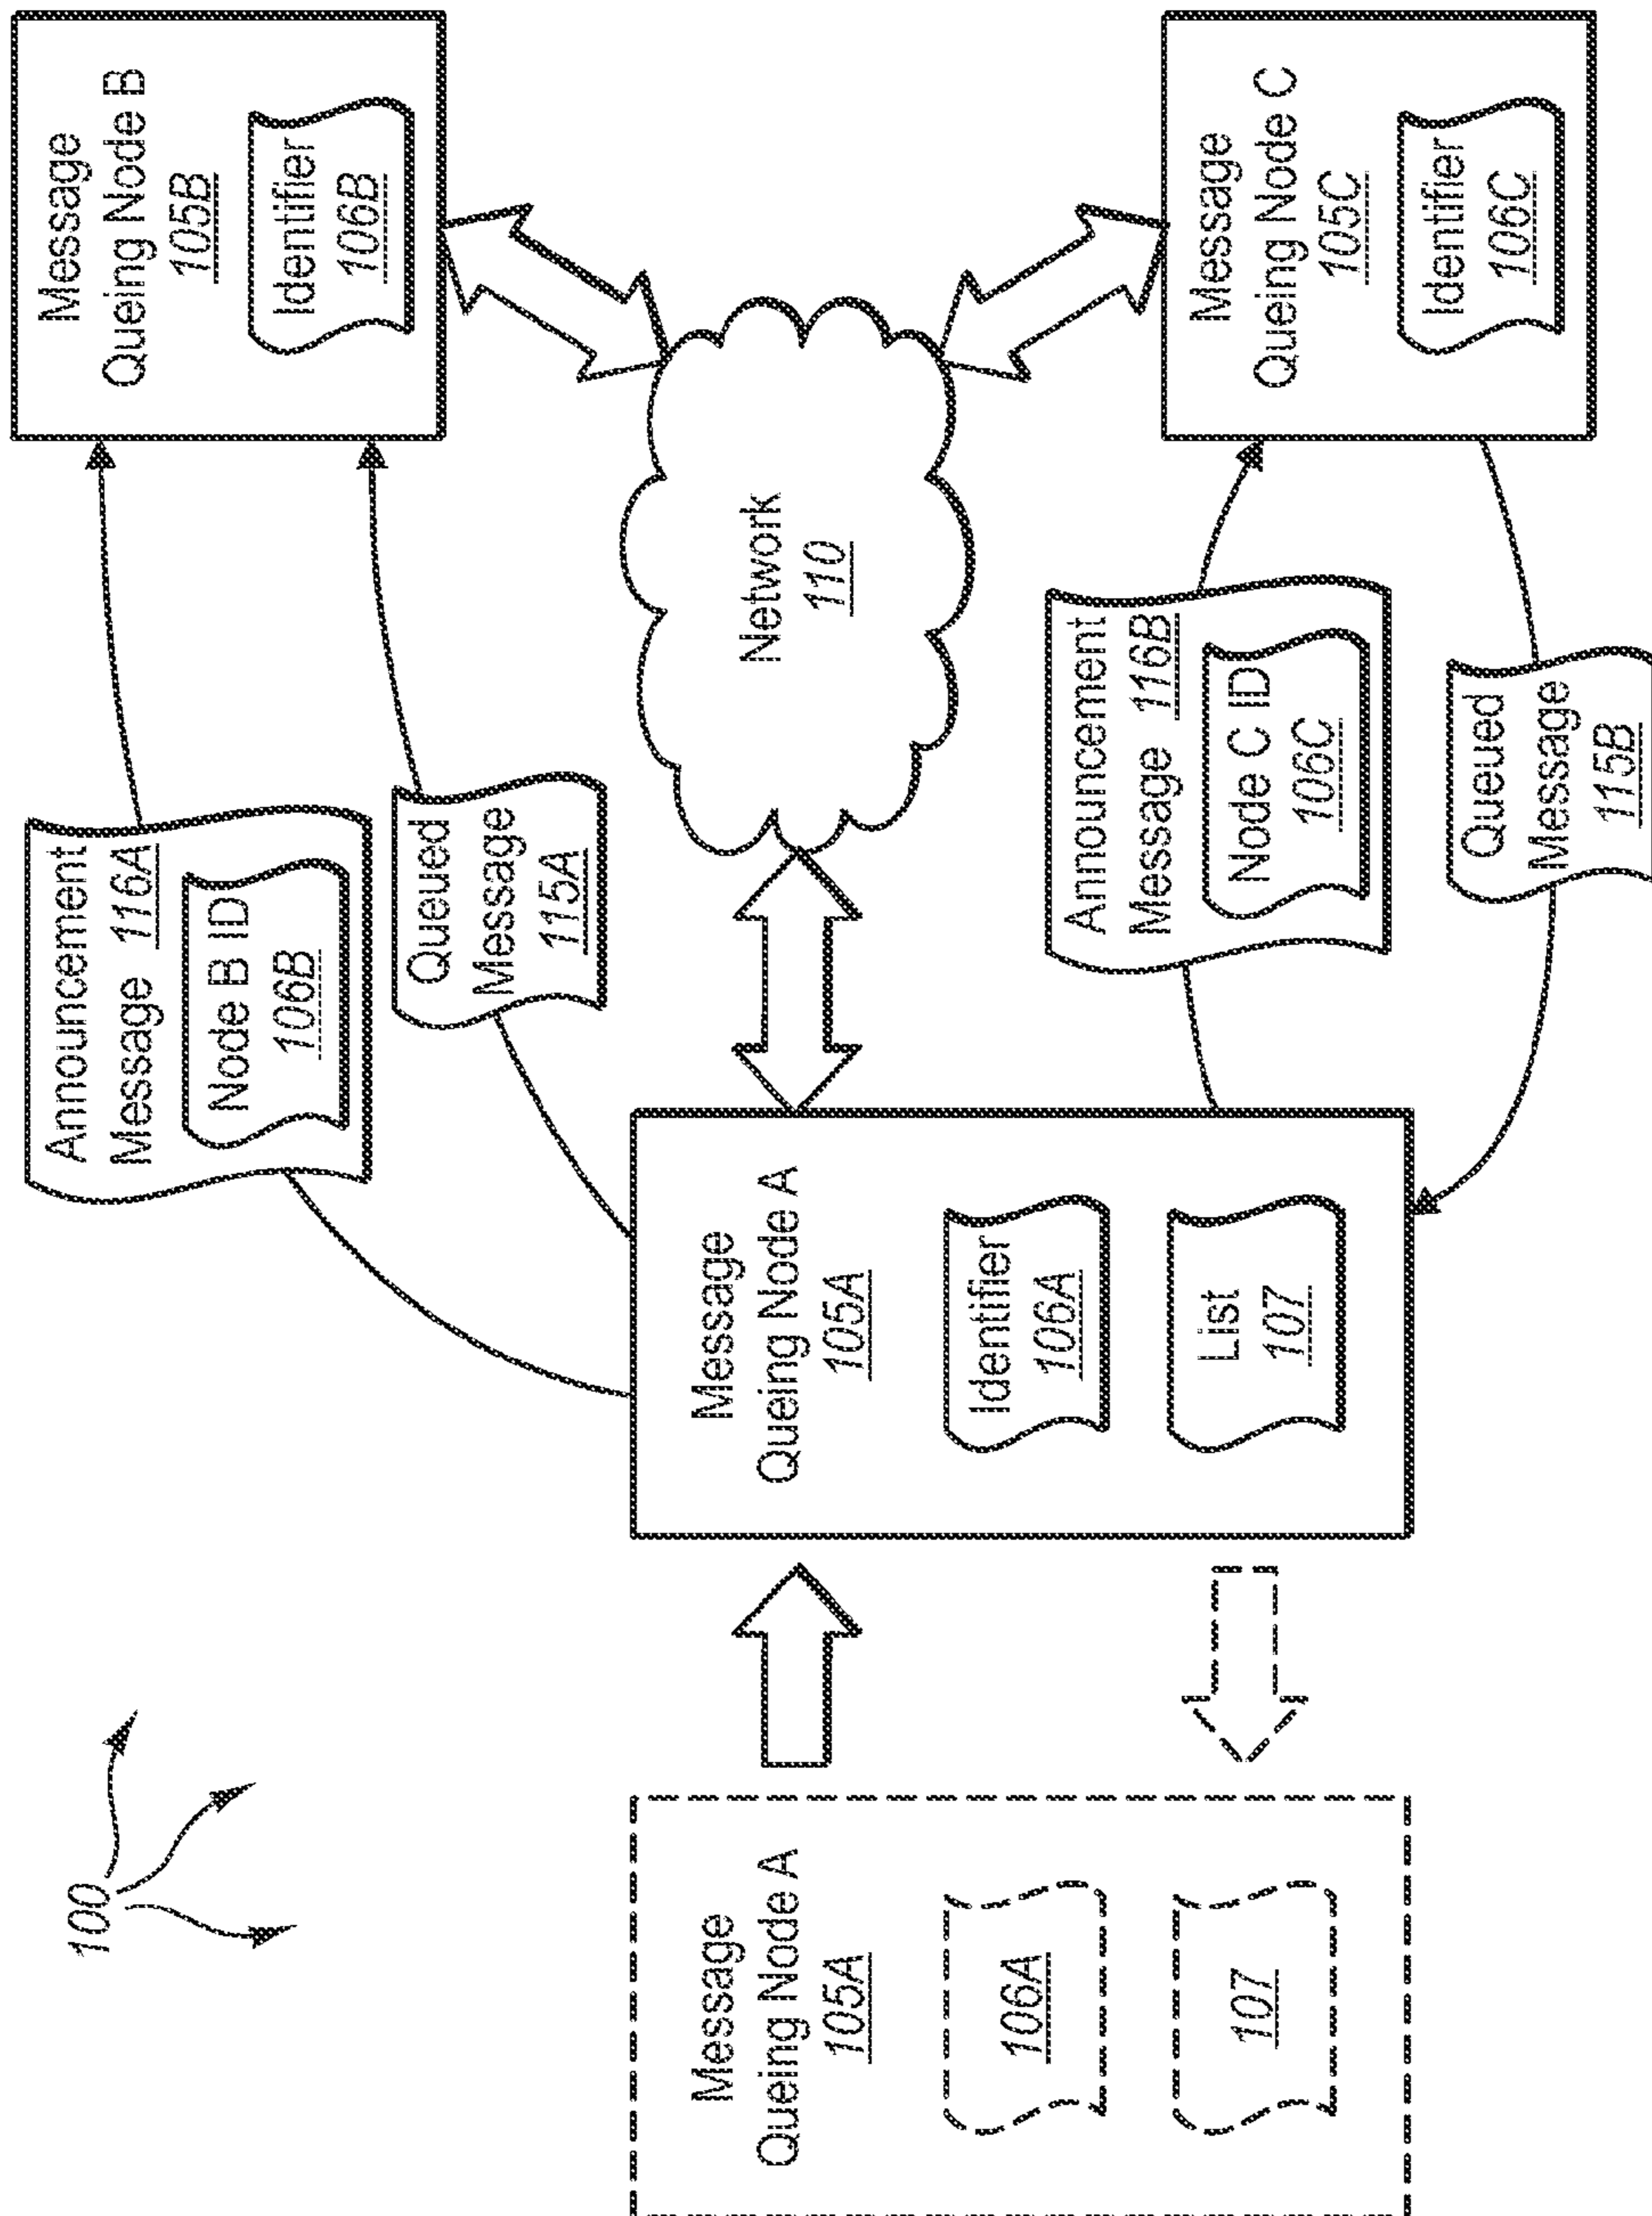 100
Announcement
Message 116A
Node B ID
106B
Queued
Message
115A
Message
Queing Node B
105B
Identifier
106B
Message
Queing Node A
105A
106A
107
Message
Queing Node A
105A
Identifier
106A
List
107
Network
110
Announcement
Message 116B
Node C ID
106C
Queued
Message
115B
Message
Queing Node C
105C
Identifier
106C